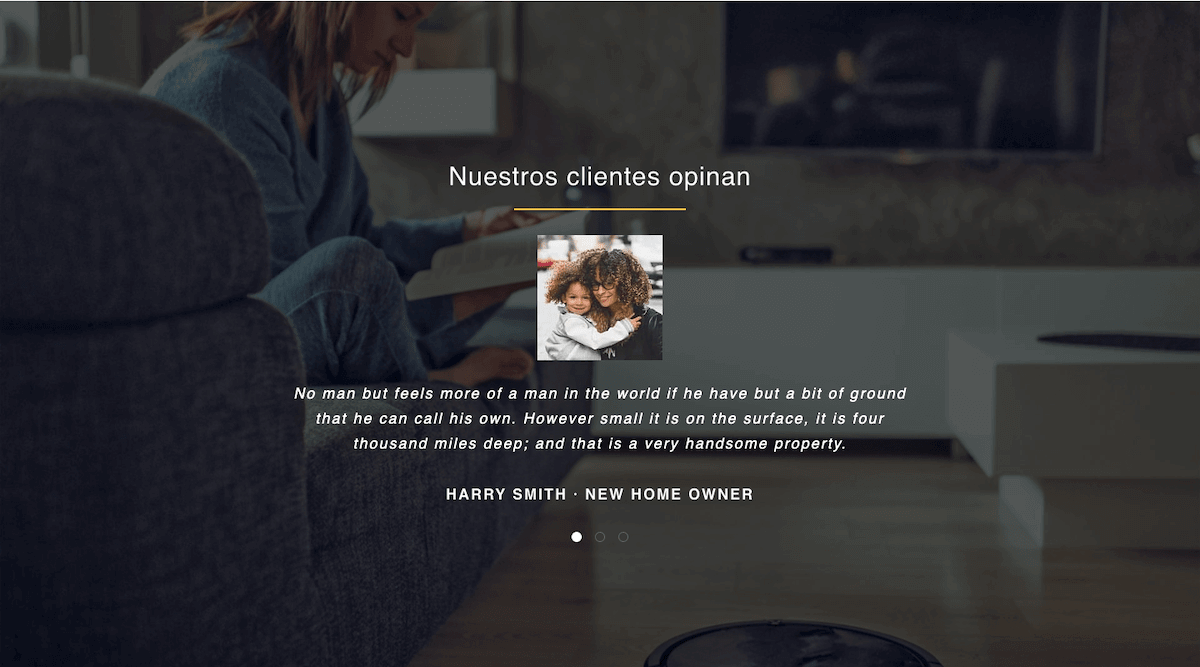 Nuestros clientes opinan
No man but feels more of a man in the world if he have but a bit of ground
that he can call his own. However small it is on the surface, it is four
thousand miles deep; and that is a very handsome property.
HARRY SMITH · NEW HOME OWNER